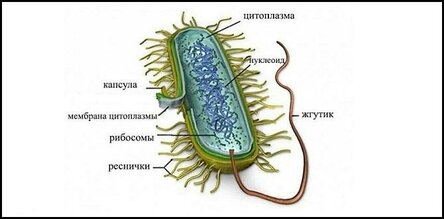 цитоплазма
нуклеоид
капсула
мембрана цитоплазмы
жгутик
рибосомы
реснички